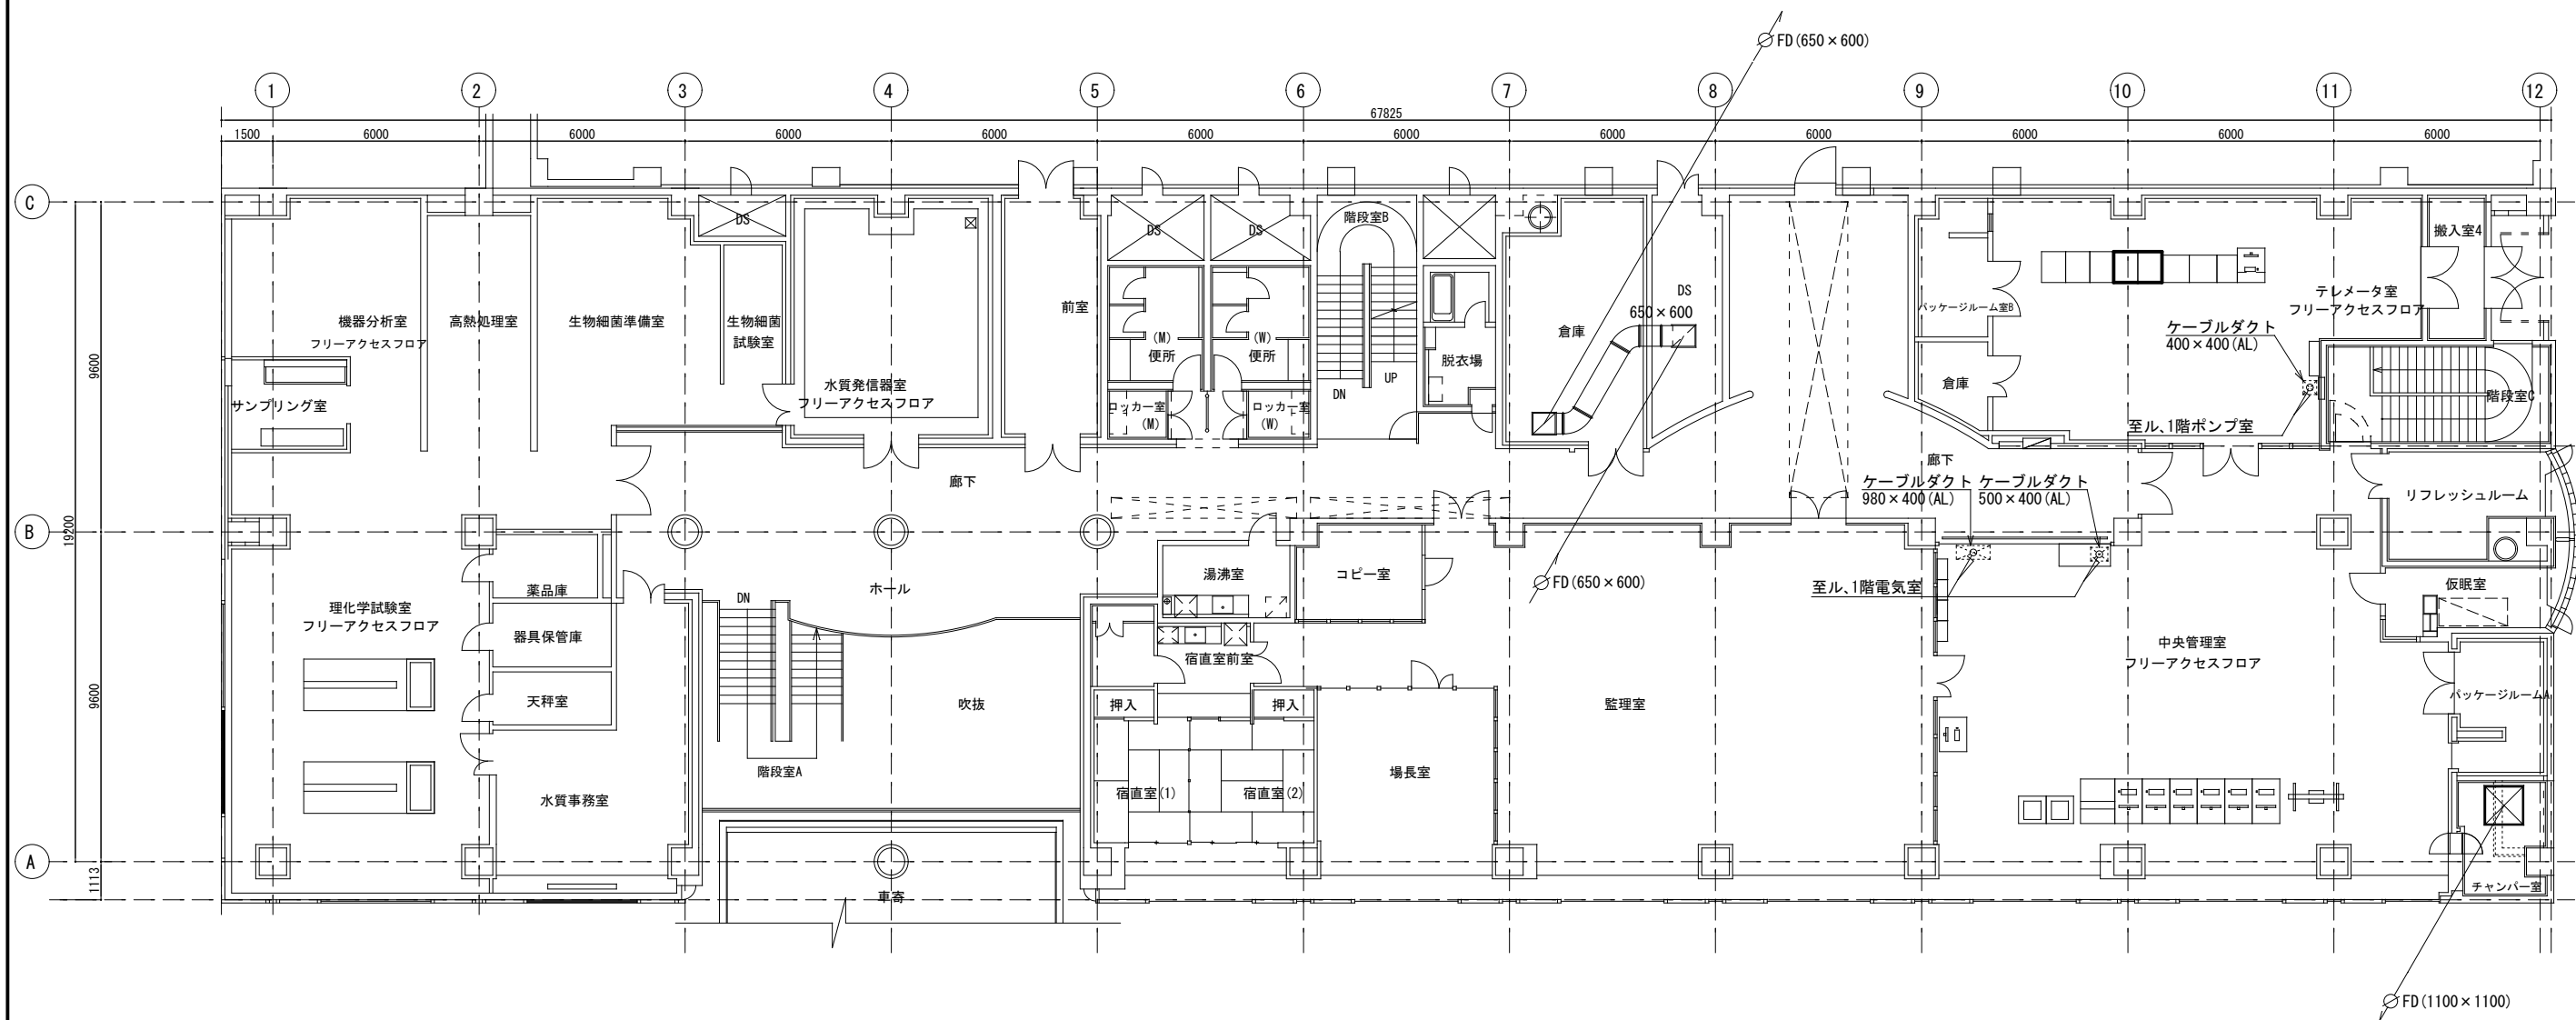 FD(650×600)
1
2
3
4
5
6
7
8
9
10
11
12
67825
1500
6000
6000
6000
6000
6000
6000
6000
6000
6000
6000
6000
C
B
A
9600
19200
9600
1113
DS
DS
DS
階段室B
搬入室4
機器分析室
フリーアクセスフロア
高熱処理室
生物細菌準備室
生物細菌
試験室
前室
(M)
便所
(W)
便所
DS
650×600
倉庫
パッケージルーム室B
テレメータ室
フリーアクセスフロア
ケーブルダクト
400×400(AL)
脱衣場
水質発信器室
フリーアクセスフロア
UP
DN
倉庫
サンプリング室
ロッカー室
(M)
ロッカー室
(W)
階段室C
至ル、1階ポンプ室
廊下
廊下
ケーブルダクト
980×400(AL)
ケーブルダクト
500×400(AL)
リフレッシュルーム
湯沸室
コピー室
FD(650×600)
至ル、1階電気室
仮眠室
薬品庫
DN
ホール
理化学試験室
フリーアクセスフロア
器具保管庫
宿直室前室
中央管理室
フリーアクセスフロア
天秤室
吹抜
押入
押入
監理室
パッケージルームA
階段室A
場長室
水質事務室
宿直室(1)
宿直室(2)
車寄
チャンバー室
FD(1100×1100)